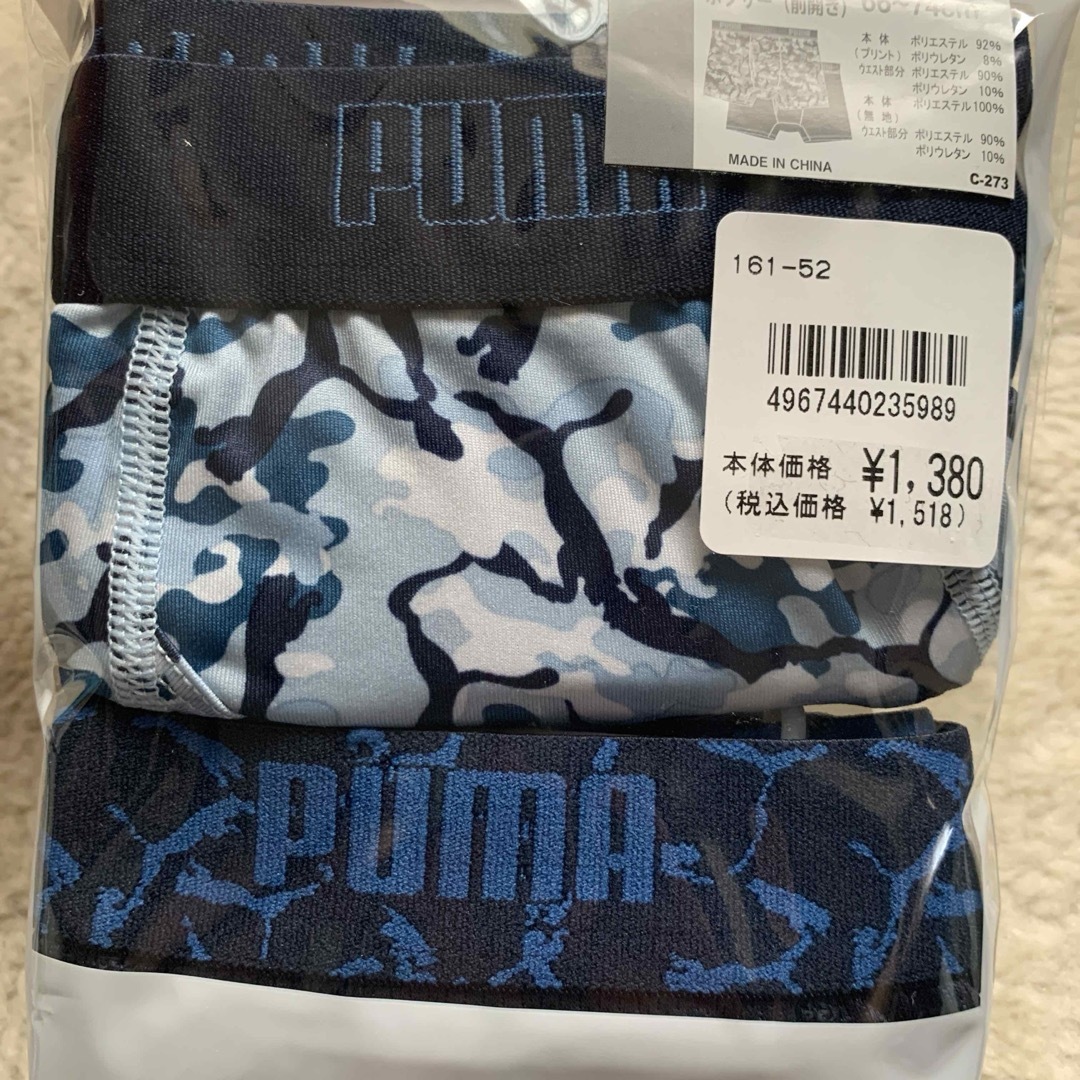 (前開き)
本体 ポリエステル 92%
(プリント) ポリウレタン 8%
ウエスト部分 ポリエステル 90%
ポリウレタン 10%
本体 ポリエステル100%
(無地)
ウエスト部分 ポリエステル 90%
ポリウレタン 10%
MADE IN CHINA
C-273
PUMA
161-52
4967440235989
本体価格 ¥1,380
(税込価格 ¥1,518)
PUMA